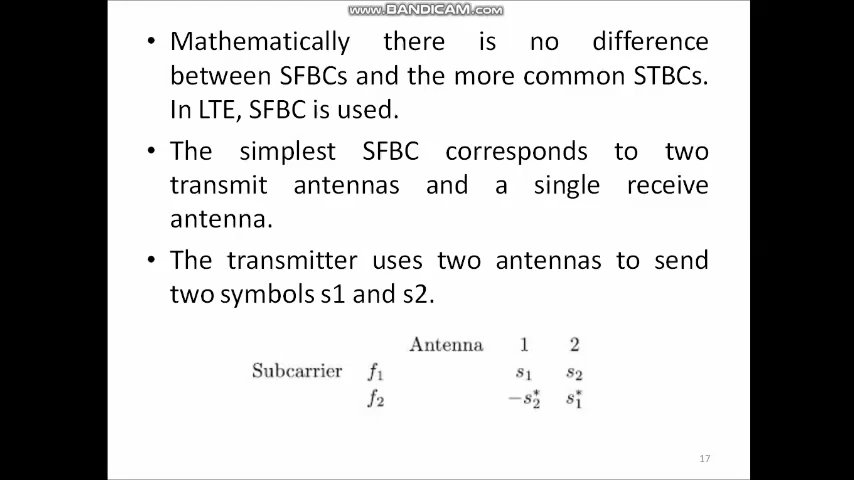 www.BANDICAM.com
• Mathematically there is no difference
between SFBCs and the more common STBCs.
In LTE, SFBC is used.
• The simplest SFBC corresponds to two
transmit antennas and a single receive
antenna.
• The transmitter uses two antennas to send
two symbols s1 and s2.
Antenna 1 2
Subcarrier f₁ s₁ s₂
f₂ −s₂* s₁*
17